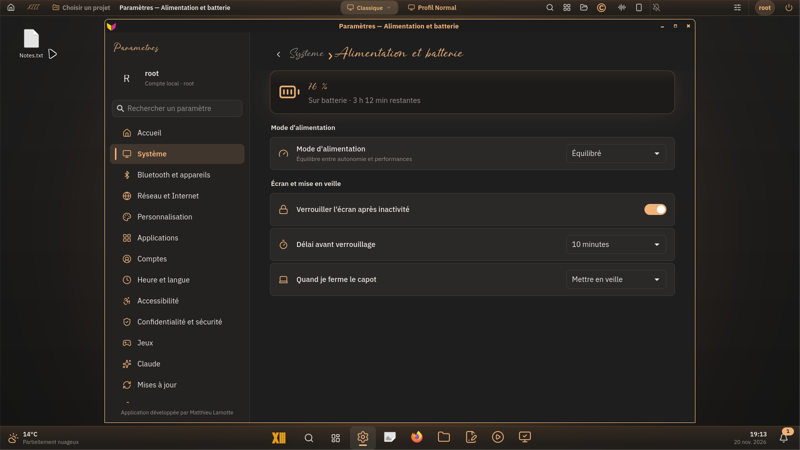 XIII
Choisir un projet
Paramètres — Alimentation et batterie
Classique
Profil Normal
root
Paramètres — Alimentation et batterie
Notes.txt
Paramètres
R
root
Compte local · root
Rechercher un paramètre
Accueil
Système
Bluetooth et appareils
Réseau et Internet
Personnalisation
Applications
Comptes
Heure et langue
Accessibilité
Confidentialité et sécurité
Jeux
Claude
Mises à jour
Application développée par Matthieu Lamotte
Système › Alimentation et batterie
76 %
Sur batterie · 3 h 12 min restantes
Mode d'alimentation
Mode d'alimentation
Équilibre entre autonomie et performances
Équilibré
Écran et mise en veille
Verrouiller l'écran après inactivité
Délai avant verrouillage
10 minutes
Quand je ferme le capot
Mettre en veille
14°C
Partiellement nuageux
XIII
19:13
20 nov. 2026
1